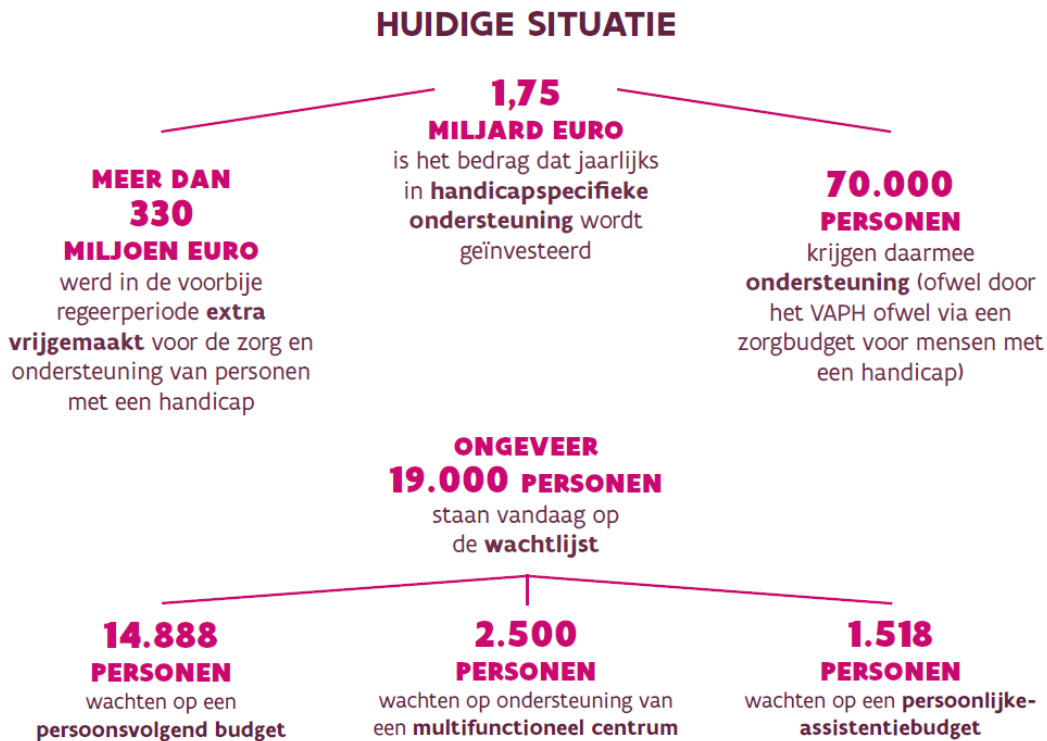 HUIDIGE SITUATIE
1,75
MILJARD EURO
is het bedrag dat jaarlijks
in handicapspecifieke
ondersteuning wordt
geïnvesteerd
MEER DAN
330
MILJOEN EURO
werd in de voorbije
regeerperiode extra
vrijgemaakt voor de zorg en
ondersteuning van personen
met een handicap
70.000
PERSONEN
krijgen daarmee
ondersteuning (ofwel door
het VAPH ofwel via een
zorgbudget voor mensen met
een handicap)
ONGEVEER
19.000 PERSONEN
staan vandaag op
de wachtlijst
14.888
PERSONEN
wachten op een
persoonsvolgend budget
2.500
PERSONEN
wachten op ondersteuning van
een multifunctioneel centrum
1.518
PERSONEN
wachten op een persoonlijke-
assistentiebudget